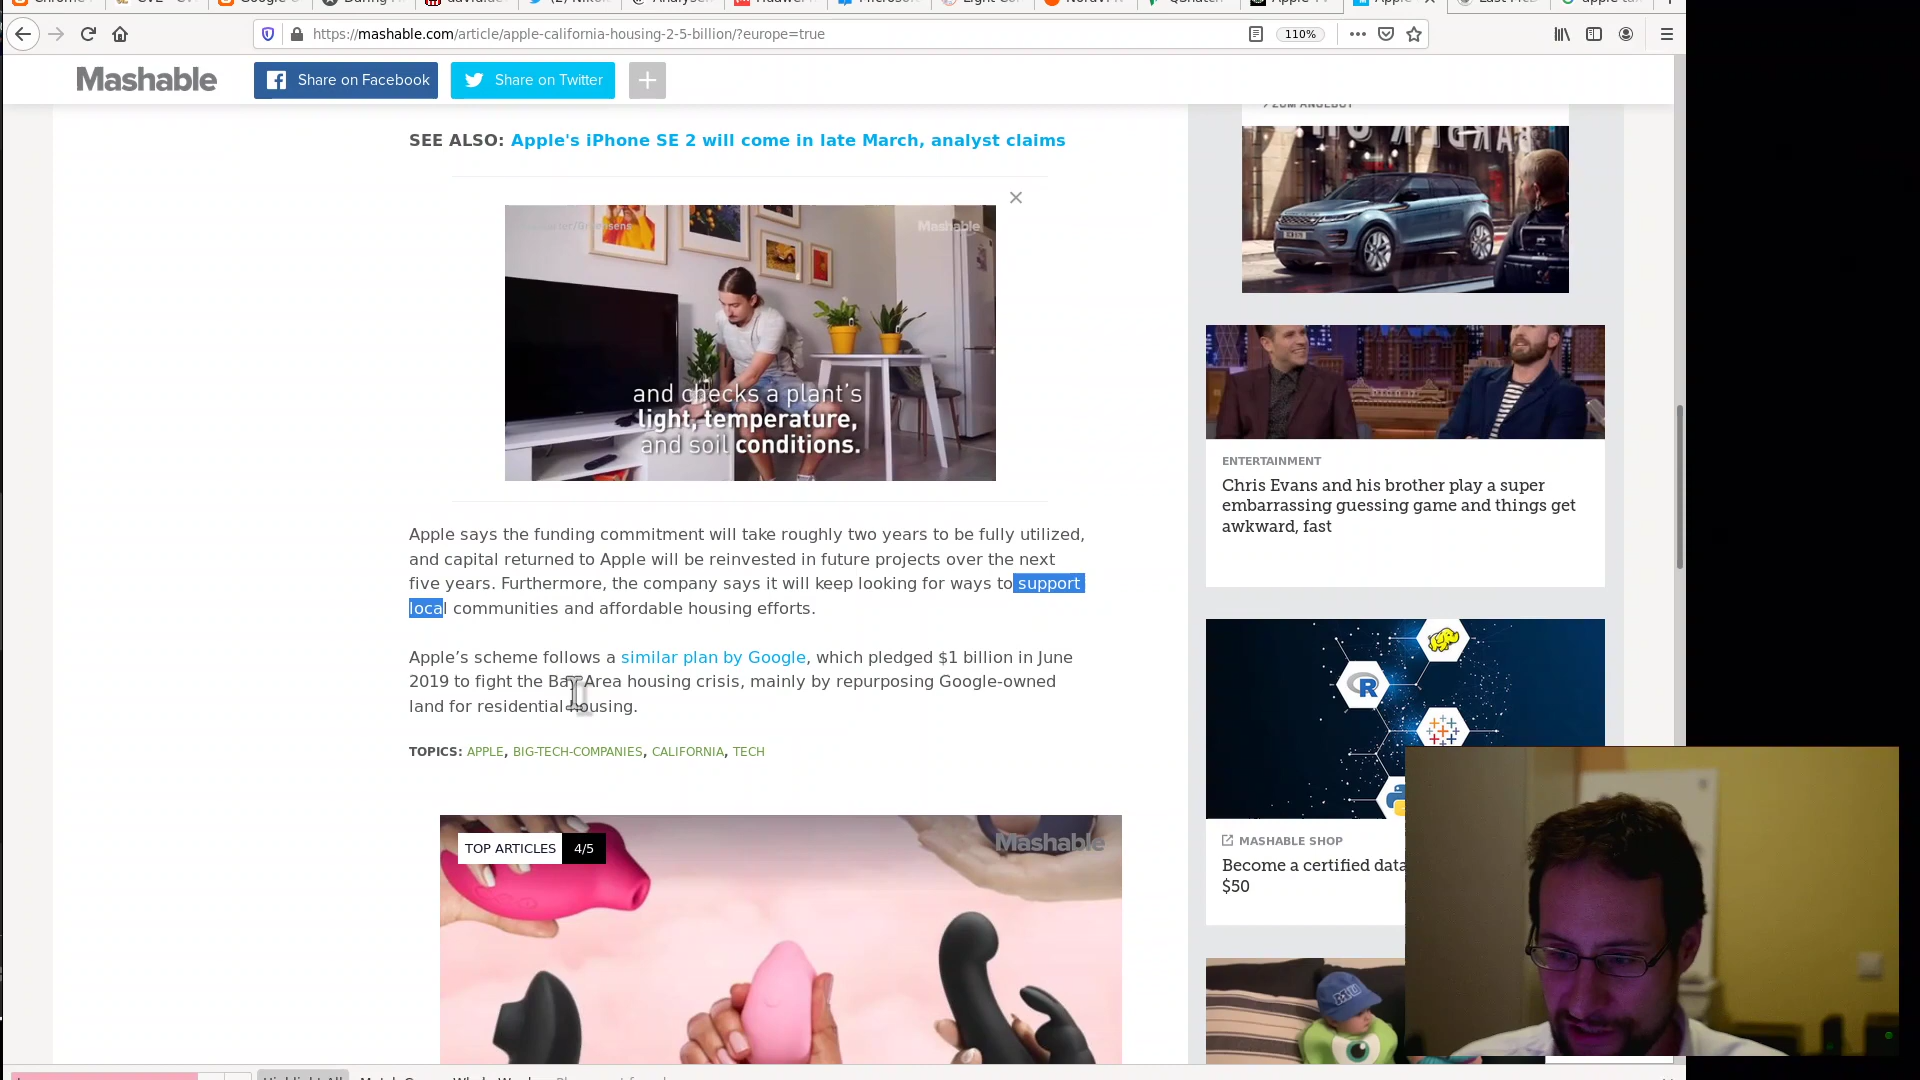 https://mashable.com/article/apple-california-housing-2-5-billion/?europe=true
110%
Mashable
Share on Facebook
Share on Twitter
SEE ALSO: Apple's iPhone SE 2 will come in late March, analyst claims
Mashable
and checks a plant's
light, temperature,
and soil conditions.
Apple says the funding commitment will take roughly two years to be fully utilized,
and capital returned to Apple will be reinvested in future projects over the next
five years. Furthermore, the company says it will keep looking for ways to support
local communities and affordable housing efforts.
Apple’s scheme follows a similar plan by Google, which pledged $1 billion in June
2019 to fight the Bay Area housing crisis, mainly by repurposing Google-owned
land for residential housing.
TOPICS: APPLE, BIG-TECH-COMPANIES, CALIFORNIA, TECH
TOP ARTICLES 4/5
Mashable
ENTERTAINMENT
Chris Evans and his brother play a super
embarrassing guessing game and things get
awkward, fast
R
MASHABLE SHOP
Become a certified data
$50
MU